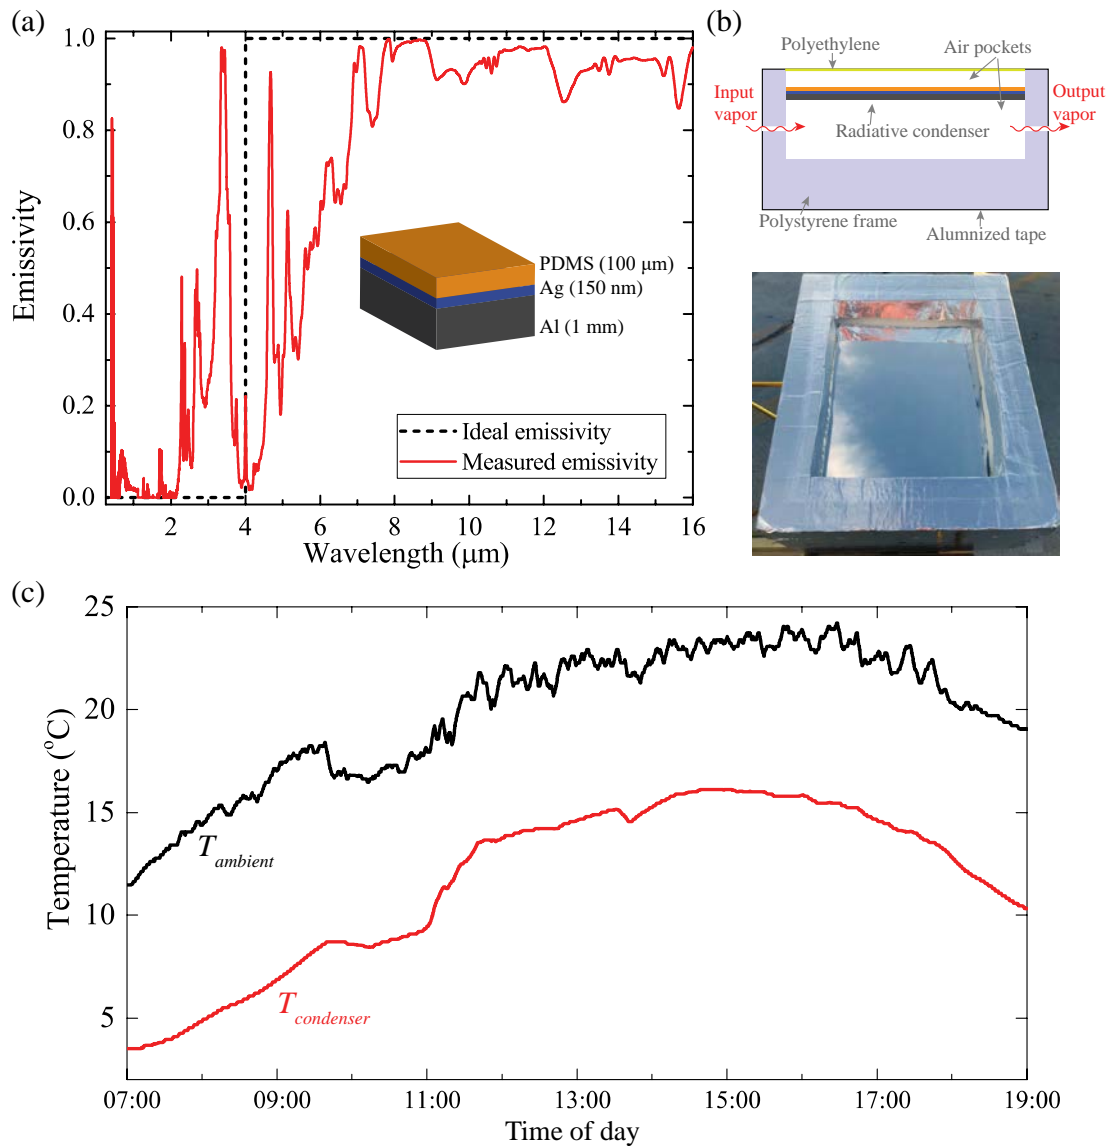 (a)
1.0
0.8
0.6
0.4
0.2
0.0
Emissivity
PDMS (100 μm)
Ag (150 nm)
Al (1 mm)
Ideal emissivity
Measured emissivity
2 4 6 8 10 12 14 16
Wavelength (μm)
(b)
Polyethylene
Air pockets
Input
vapor
Output
vapor
Radiative condenser
Polystyrene frame
Alumnized tape
(c)
25
20
15
10
5
Temperature (°C)
T ambient
T condenser
07:00 09:00 11:00 13:00 15:00 17:00 19:00
Time of day